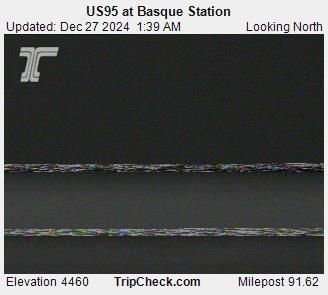 US95 at Basque Station
Updated: Dec 27 2024 1:39 AM Looking North
Elevation 4460 TripCheck.com Milepost 91.62